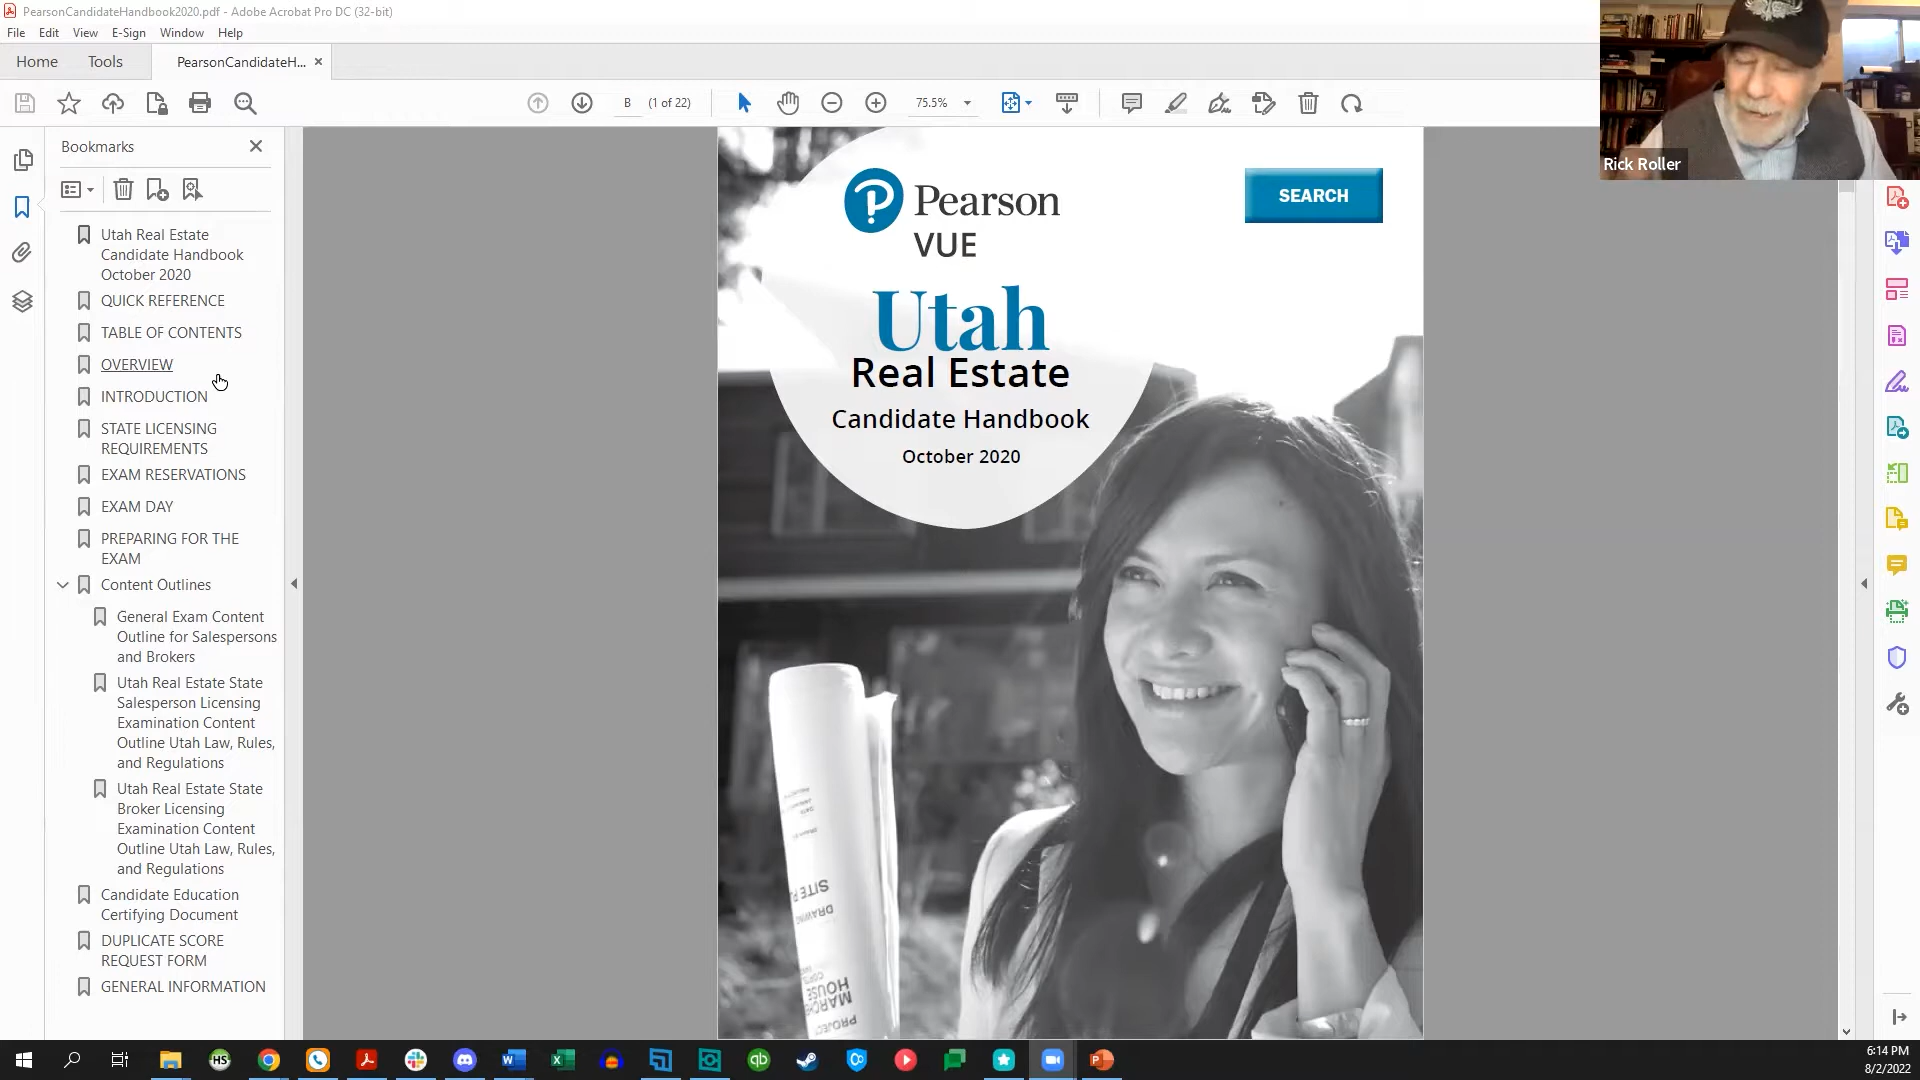 PearsonCandidateHandbook2020.pdf - Adobe Acrobat Pro DC (32-bit)
File Edit View E-Sign Window Help
Home Tools PearsonCandidateH... ×
B (1 of 22) 75.5%
Rick Roller
Bookmarks
Utah Real Estate
Candidate Handbook
October 2020
QUICK REFERENCE
TABLE OF CONTENTS
OVERVIEW
INTRODUCTION
STATE LICENSING
REQUIREMENTS
EXAM RESERVATIONS
EXAM DAY
PREPARING FOR THE
EXAM
Content Outlines
General Exam Content
Outline for Salespersons
and Brokers
Utah Real Estate State
Salesperson Licensing
Examination Content
Outline Utah Law, Rules,
and Regulations
Utah Real Estate State
Broker Licensing
Examination Content
Outline Utah Law, Rules,
and Regulations
Candidate Education
Certifying Document
DUPLICATE SCORE
REQUEST FORM
GENERAL INFORMATION
Pearson
VUE
SEARCH
Utah
Real Estate
Candidate Handbook
October 2020
SITE
DRAWING
HOUSE
PROJECT
HS
qb
6:14 PM
8/2/2022